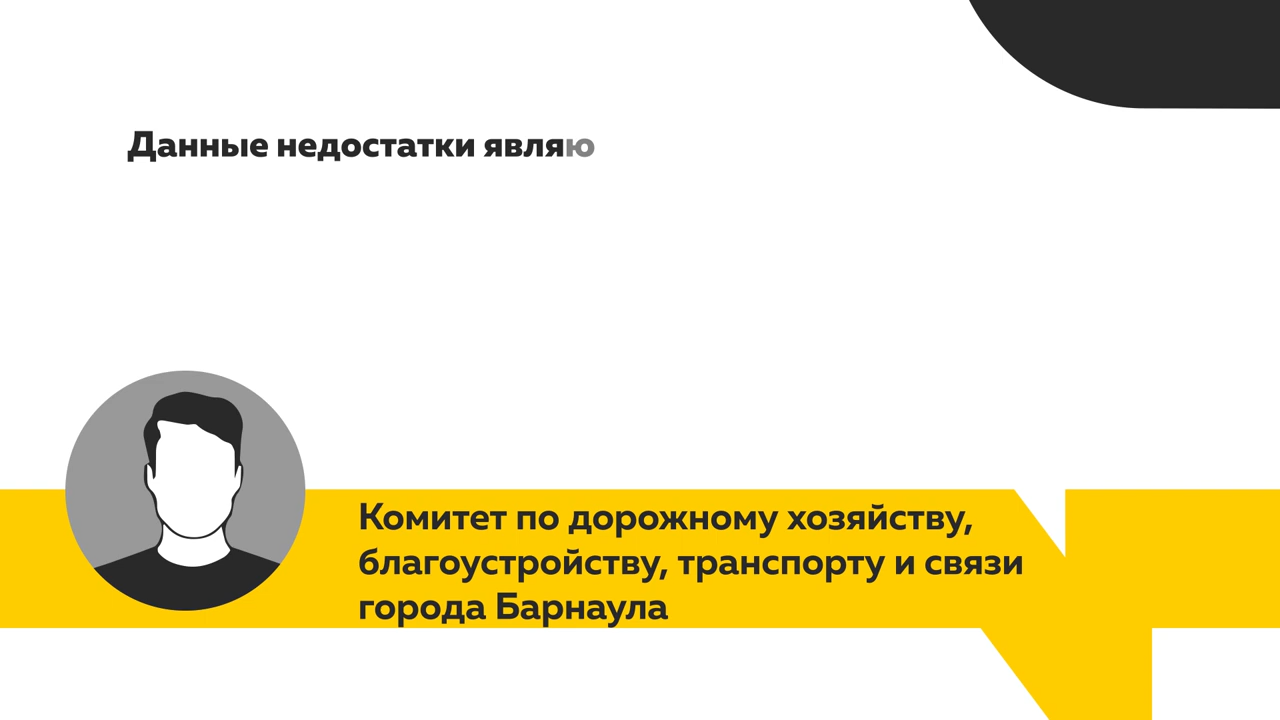 Данные недостатки являю
Комитет по дорожному хозяйству,
благоустройству, транспорту и связи
города Барнаула